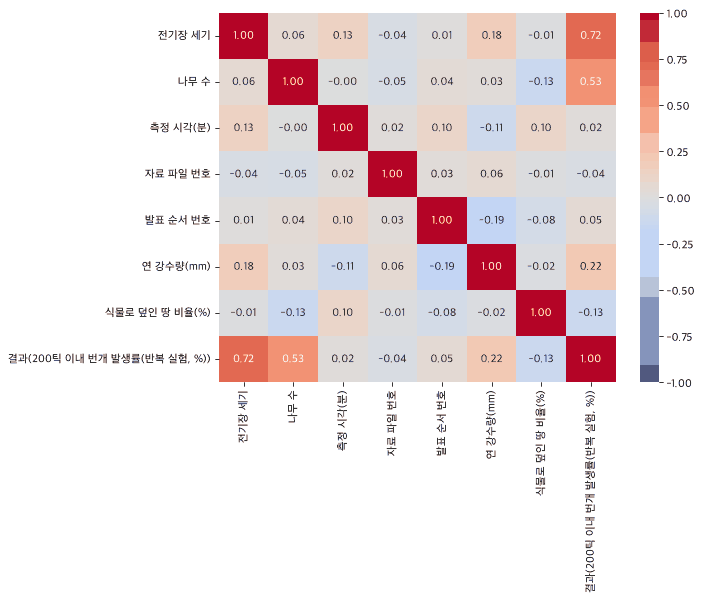 전기장 세기 1.00 0.06 0.13 -0.04 0.01 0.18 -0.01 0.72
나무 수 0.06 1.00 -0.00 -0.05 0.04 0.03 -0.13 0.53
측정 시각(분) 0.13 -0.00 1.00 0.02 0.10 -0.11 0.10 0.02
자료 파일 번호 -0.04 -0.05 0.02 1.00 0.03 0.06 -0.01 -0.04
발표 순서 번호 0.01 0.04 0.10 0.03 1.00 -0.19 -0.08 0.05
연 강수량(mm) 0.18 0.03 -0.11 0.06 -0.19 1.00 -0.02 0.22
식물로 덮인 땅 비율(%) -0.01 -0.13 0.10 -0.01 -0.08 -0.02 1.00 -0.13
결과(200틱 이내 번개 발생률(반복 실험, %)) 0.72 0.53 0.02 -0.04 0.05 0.22 -0.13 1.00
전기장 세기
나무 수
측정 시각(분)
자료 파일 번호
발표 순서 번호
연 강수량(mm)
식물로 덮인 땅 비율(%)
결과(200틱 이내 번개 발생률(반복 실험, %))
1.00
0.75
0.50
0.25
0.00
-0.25
-0.50
-0.75
-1.00